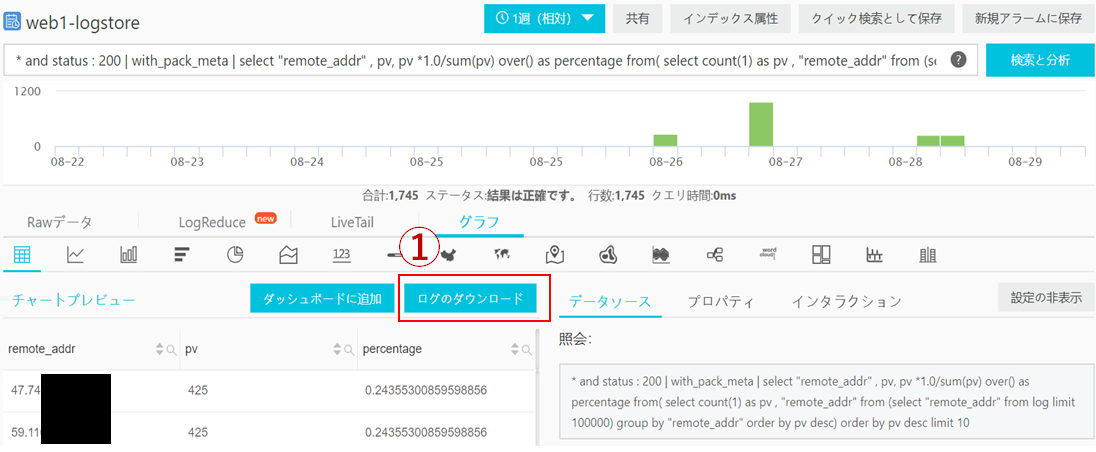 web1-logstore
1週（相対） 共有 インデックス属性 クイック検索として保存 新規アラームに保存
* and status : 200 | with_pack_meta | select "remote_addr" , pv, pv *1.0/sum(pv) over() as percentage from( select count(1) as pv , "remote_addr" from (se ? 検索と分析
1200
0
08-22 08-23 08-24 08-25 08-25 08-26 08-27 08-28 08-29
合計:1,745 ステータス:結果は正確です。 行数:1,745 クエリ時間:0ms
Rawデータ LogReduce new LiveTail グラフ
123 word cloud
①
チャートプレビュー ダッシュボードに追加 ログのダウンロード データソース プロパティ インタラクション 設定の非表示
remote_addr pv percentage
照会:
47.74 425 0.24355300859598856
59.11 425 0.24355300859598856
* and status : 200 | with_pack_meta | select "remote_addr" , pv, pv *1.0/sum(pv) over() as
percentage from( select count(1) as pv , "remote_addr" from (select "remote_addr" from log limit
100000) group by "remote_addr" order by pv desc) order by pv desc limit 10